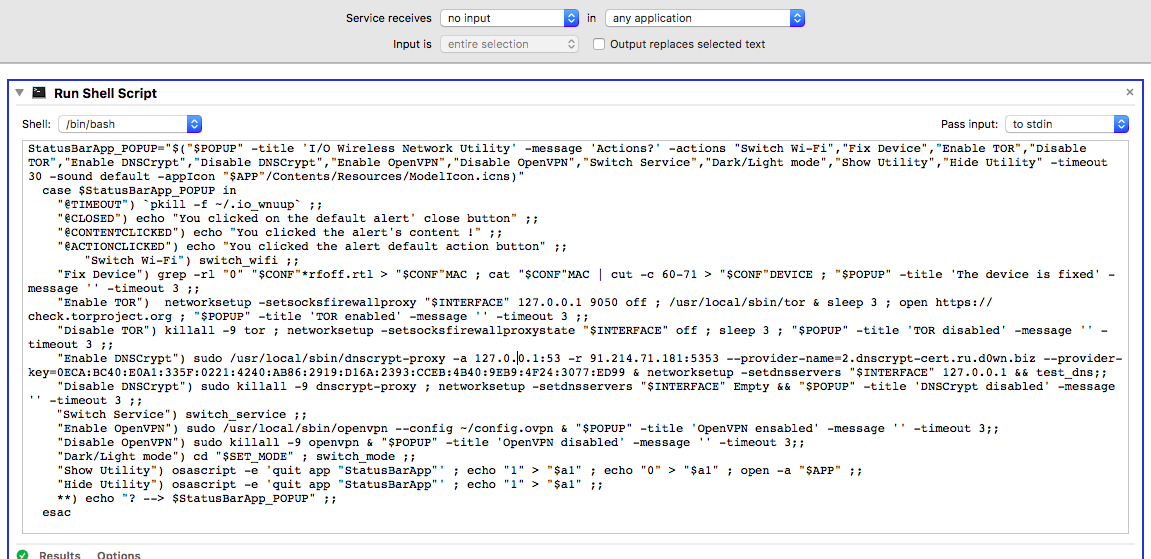 Service receives no input in any application
Input is entire selection Output replaces selected text
Run Shell Script
Shell: /bin/bash Pass input: to stdin
StatusBarApp_POPUP="$("$POPUP" -title 'I/O Wireless Network Utility' -message 'Actions?' -actions "Switch Wi-Fi","Fix Device","Enable TOR","Disable
TOR","Enable DNSCrypt","Disable DNSCrypt","Enable OpenVPN","Disable OpenVPN","Switch Service","Dark/Light mode","Show Utility","Hide Utility" -timeout
30 -sound default -appIcon "$APP"/Contents/Resources/ModelIcon.icns)"
case $StatusBarApp_POPUP in
"@TIMEOUT") `pkill -f ~/.io_wnuup` ;;
"@CLOSED") echo "You clicked on the default alert' close button" ;;
"@CONTENTCLICKED") echo "You clicked the alert's content !" ;;
"@ACTIONCLICKED") echo "You clicked the alert default action button" ;;
"Switch Wi-Fi") switch_wifi ;;
"Fix Device") grep -rl "0" "$CONF"*rfoff.rtl > "$CONF"MAC ; cat "$CONF"MAC | cut -c 60-71 > "$CONF"DEVICE ; "$POPUP" -title 'The device is fixed' -
message '' -timeout 3 ;;
"Enable TOR")  networksetup -setsocksfirewallproxy "$INTERFACE" 127.0.0.1 9050 off ; /usr/local/sbin/tor & sleep 3 ; open https://
check.torproject.org ; "$POPUP" -title 'TOR enabled' -message '' -timeout 3 ;;
"Disable TOR") killall -9 tor ; networksetup -setsocksfirewallproxystate "$INTERFACE" off ; sleep 3 ; "$POPUP" -title 'TOR disabled' -message '' -
timeout 3 ;;
"Enable DNSCrypt") sudo /usr/local/sbin/dnscrypt-proxy -a 127.0.0.1:53 -r 91.214.71.181:5353 --provider-name=2.dnscrypt-cert.ru.d0wn.biz --provider-
key=0ECA:BC40:E0A1:335F:0221:4240:AB86:2919:D16A:2393:CCEB:4B40:9EB9:4F24:3077:ED99 & networksetup -setdnsservers "$INTERFACE" 127.0.0.1 && test_dns;;
"Disable DNSCrypt") sudo killall -9 dnscrypt-proxy ; networksetup -setdnsservers "$INTERFACE" Empty && "$POPUP" -title 'DNSCrypt disabled' -message
'' -timeout 3 ;;
"Switch Service") switch_service ;;
"Enable OpenVPN") sudo /usr/local/sbin/openvpn --config ~/config.ovpn & "$POPUP" -title 'OpenVPN ensabled' -message '' -timeout 3;;
"Disable OpenVPN") sudo killall -9 openvpn & "$POPUP" -title 'OpenVPN disabled' -message '' -timeout 3;;
"Dark/Light mode") cd "$SET_MODE" ; switch_mode ;;
"Show Utility") osascript -e 'quit app "StatusBarApp"' ; echo "1" > "$a1" ; echo "0" > "$a1" ; open -a "$APP" ;;
"Hide Utility") osascript -e 'quit app "StatusBarApp"' ; echo "1" > "$a1" ;;
**) echo "? --> $StatusBarApp_POPUP" ;;
esac
Results Options